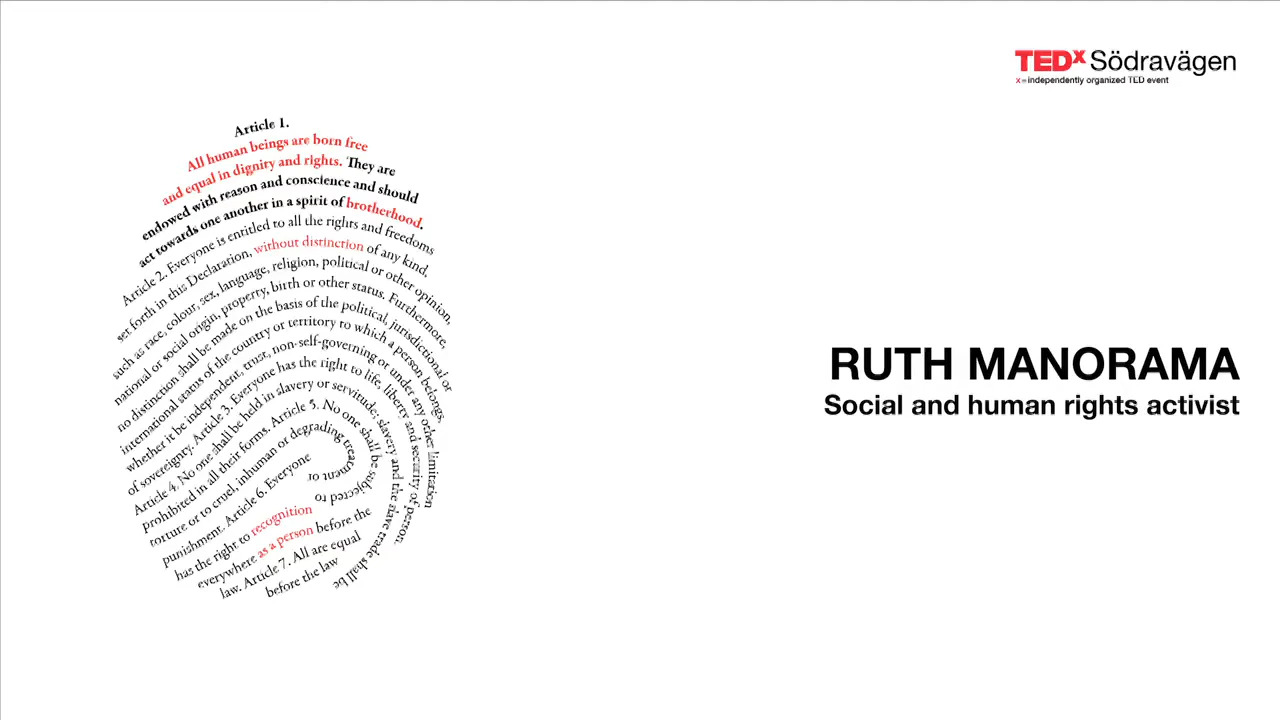 TEDx Södravägen
x = independently organized TED event
Article 1.
All human beings are born free
and equal in dignity and rights. They are
endowed with reason and conscience and should
act towards one another in a spirit of brotherhood.
Article 2. Everyone is entitled to all the rights and freedoms
set forth in this Declaration, without distinction of any kind,
such as race, colour, sex, language, religion, political or other opinion,
national or social origin, property, birth or other status. Furthermore,
no distinction shall be made on the basis of the political, jurisdictional or
international status of the country or territory to which a person belongs,
whether it be independent, trust, non-self-governing or under any other limitation
of sovereignty. Article 3. Everyone has the right to life, liberty and security of person.
Article 4. No one shall be held in slavery or servitude, slavery and the slave trade shall be
prohibited in all their forms. Article 5. No one shall be subjected to
torture or to cruel, inhuman or degrading treatment or
punishment. Article 6. Everyone
has the right to recognition
everywhere as a person before the
law. Article 7. All are equal
before the law
RUTH MANORAMA
Social and human rights activist